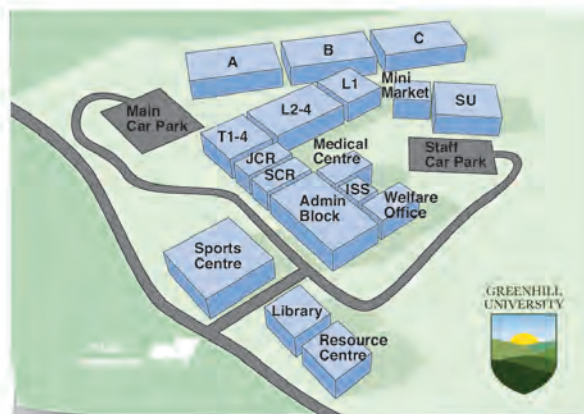 A
B
C
L1
Mini
Market
L2-4
SU
Main
Car Park
T1-4
Medical
Centre
Staff
Car Park
JCR
SCR
ISS
Welfare
Office
Admin
Block
Sports
Centre
Library
Resource
Centre
GREENHILL
UNIVERSITY